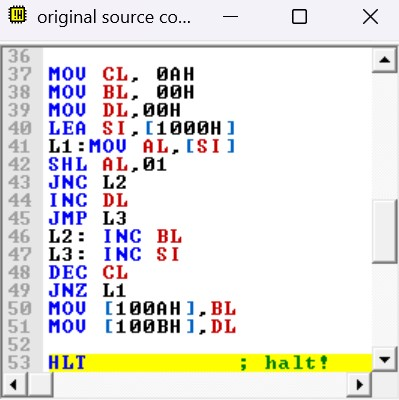 original source co...
36
37 MOV CL, 0AH
38 MOV BL, 00H
39 MOV DL,00H
40 LEA SI,[1000H]
41 L1:MOV AL,[SI]
42 SHL AL,01
43 JNC L2
44 INC DL
45 JMP L3
46 L2: INC BL
47 L3: INC SI
48 DEC CL
49 JNZ L1
50 MOV [100AH],BL
51 MOV [100BH],DL
52
53 HLT ; halt!